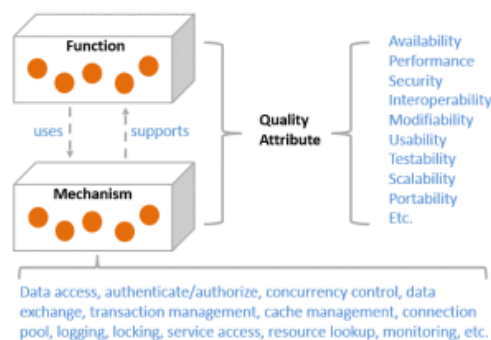 Function
uses
supports
Mechanism
Quality
Attribute
Availability
Performance
Security
Interoperability
Modifiability
Usability
Testability
Scalability
Portability
Etc.
Data access, authenticate/authorize, concurrency control, data
exchange, transaction management, cache management, connection
pool, logging, locking, service access, resource lookup, monitoring, etc.